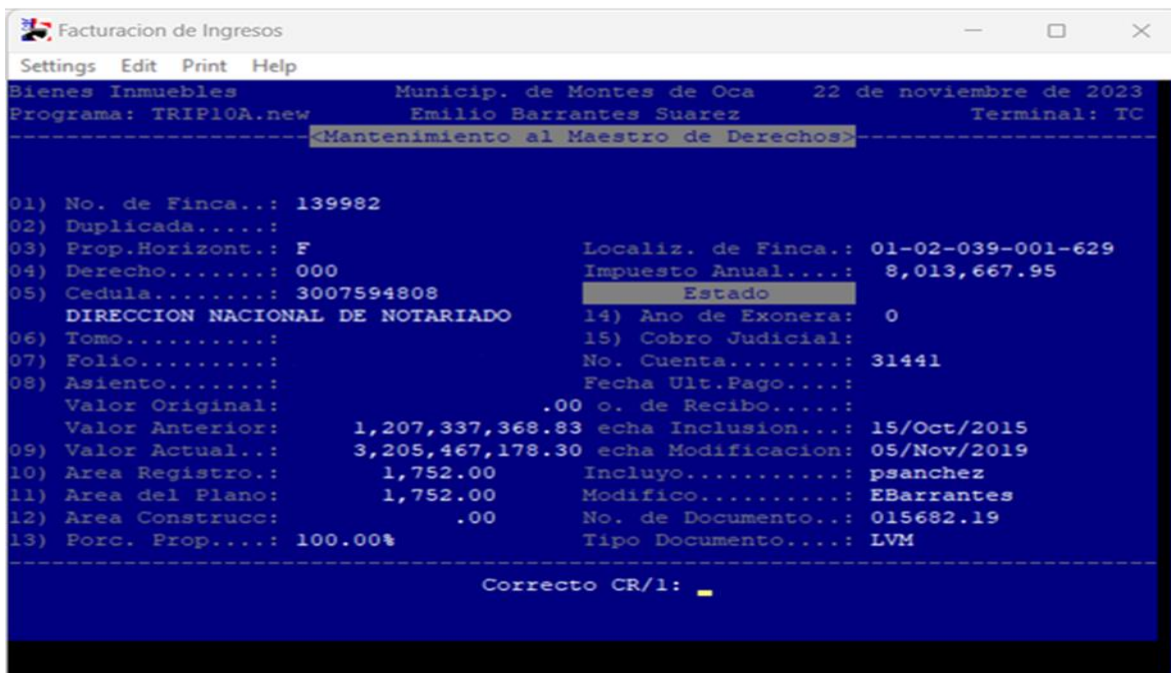 Facturacion de Ingresos
Settings Edit Print Help
Bienes Inmuebles Municip. de Montes de Oca 22 de noviembre de 2023
Programa: TRIP10A.new Emilio Barrantes Suarez Terminal: TC
<Mantenimiento al Maestro de Derechos>
01) No. de Finca..: 139982
02) Duplicada.....:
03) Prop.Horizont.: F Localiz. de Finca.: 01-02-039-001-629
04) Derecho.......: 000 Impuesto Anual....: 8,013,667.95
05) Cedula........: 3007594808 Estado
DIRECCION NACIONAL DE NOTARIADO 14) Ano de Exonera: 0
06) Tomo..........: 15) Cobro Judicial:
07) Folio.........: No. Cuenta........: 31441
08) Asiento.......: Fecha Ult.Pago....:
Valor Original: .00 o. de Recibo.....:
Valor Anterior: 1,207,337,368.83 echa Inclusion...: 15/Oct/2015
09) Valor Actual..: 3,205,467,178.30 echa Modificacion: 05/Nov/2019
10) Area Registro.: 1,752.00 Incluyo...........: psanchez
11) Area del Plano: 1,752.00 Modifico..........: EBarrantes
12) Area Construcc: .00 No. de Documento..: 015682.19
13) Porc. Prop....: 100.00% Tipo Documento....: LVM
Correcto CR/1: